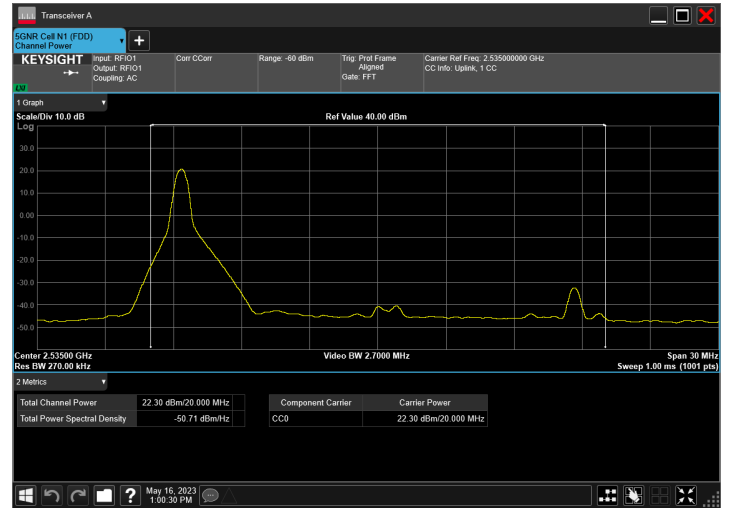 Transceiver A
5GNR Cell N1 (FDD)
Channel Power
KEYSIGHT
LXI
Input: RFIO1
Output: RFIO1
Coupling: AC
Corr CCorr
Range: -60 dBm
Trig: Prot Frame
Aligned
Gate: FFT
Carrier Ref Freq: 2.535000000 GHz
CC Info: Uplink, 1 CC
1 Graph
Scale/Div 10.0 dB
Ref Value 40.00 dBm
Log
30.0
20.0
10.0
0.00
-10.0
-20.0
-30.0
-40.0
-50.0
Center 2.53500 GHz
Video BW 2.7000 MHz
Span 30 MHz
Res BW 270.00 kHz
Sweep 1.00 ms (1001 pts)
2 Metrics
Total Channel Power 22.30 dBm/20.000 MHz
Total Power Spectral Density -50.71 dBm/Hz
Component Carrier Carrier Power
CC0 22.30 dBm/20.000 MHz
?
May 16, 2023
1:00:30 PM